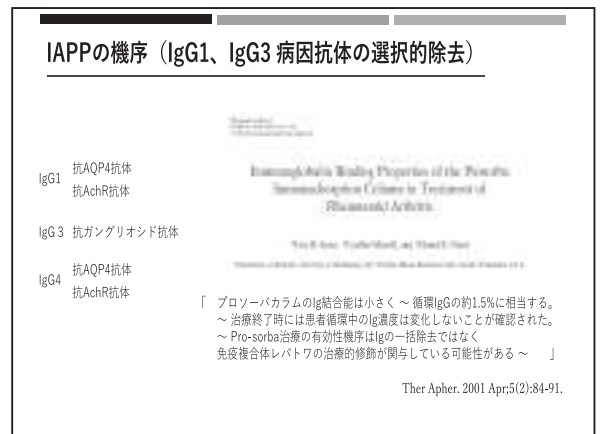 IAPPの機序（IgG1、IgG3 病因抗体の選択的除去）
IgG1
抗AQP4抗体
抗AchR抗体
IgG 3 抗ガングリオシド抗体
IgG4
抗AQP4抗体
抗AchR抗体
Immunoglobulin Binding Properties of the Prosorba
Immunoadsorption Column in Treatment of
Rheumatoid Arthritis
「 プロソーバカラムのIg結合能は小さく ～ 循環IgGの約1.5%に相当する。
～ 治療終了時には患者循環中のIg濃度は変化しないことが確認された。
～ Pro-sorba治療の有効性機序はIgの一括除去ではなく
免疫複合体レパトワの治療的修飾が関与している可能性がある ～ 」
Ther Apher. 2001 Apr;5(2):84-91.